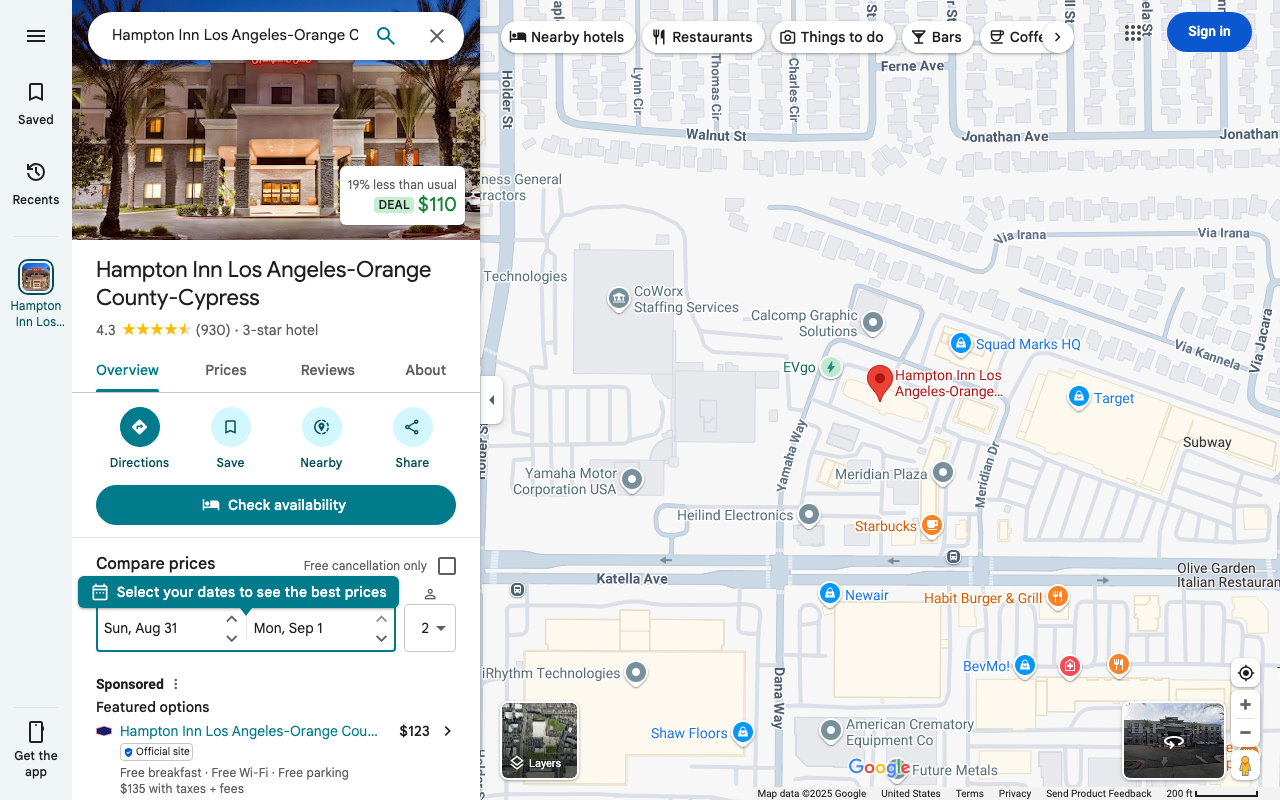 Hampton Inn Los Angeles-Orange C
Saved
Recents
Hampton
Inn Los...
Get the
app
19% less than usual
DEAL $110
Hampton Inn Los Angeles-Orange
County-Cypress
4.3 (930) · 3-star hotel
Overview
Prices
Reviews
About
Directions
Save
Nearby
Share
Check availability
Compare prices
Free cancellation only
Select your dates to see the best prices
Sun, Aug 31
Mon, Sep 1
2
Sponsored
Featured options
Hampton Inn Los Angeles-Orange Cou...
$123
Official site
Free breakfast · Free Wi-Fi · Free parking
$135 with taxes + fees
Nearby hotels
Restaurants
Things to do
Bars
Coffe
Sign in
Holder St
Lynn Cir
Thomas Cir
Charles Cir
Ferne Ave
Walnut St
Jonathan Ave
Jonathan
ness General
ractors
Via Irana
Via Irana
Technologies
CoWorx
Staffing Services
Calcomp Graphic
Solutions
Squad Marks HQ
Via Jacara
Via Kannela
EVgo
Hampton Inn Los
Angeles-Orange...
Target
Subway
Holder St
Yamaha Way
Meridian Dr
Yamaha Motor
Corporation USA
Meridian Plaza
Heilind Electronics
Starbucks
Katella Ave
Olive Garden
Italian Restauran
Newair
Habit Burger & Grill
BevMo!
iRhythm Technologies
Dana Way
Shaw Floors
American Crematory
Equipment Co
Future Metals
Layers
Google
Map data ©2025 Google
United States
Terms
Privacy
Send Product Feedback
200 ft